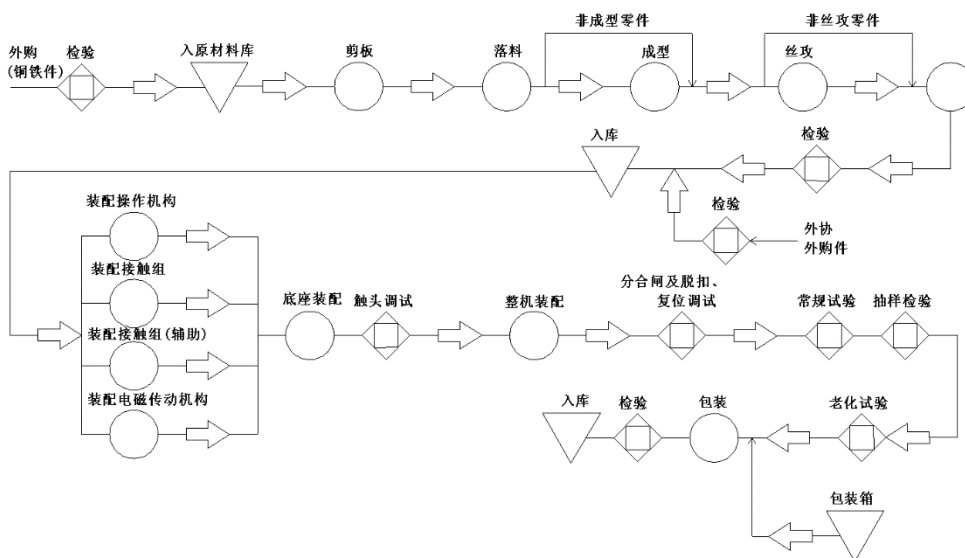 非成型零件
非丝攻零件
外购
(铜铁件)
检验
入原材料库
剪板
落料
成型
丝攻
入库
检验
检验
外协
外购件
装配操作机构
装配接触组
装配接触组(辅助)
装配电磁传动机构
底座装配
触头调试
整机装配
分合闸及脱扣、
复位调试
常规试验
抽样检验
入库
检验
包装
老化试验
包装箱